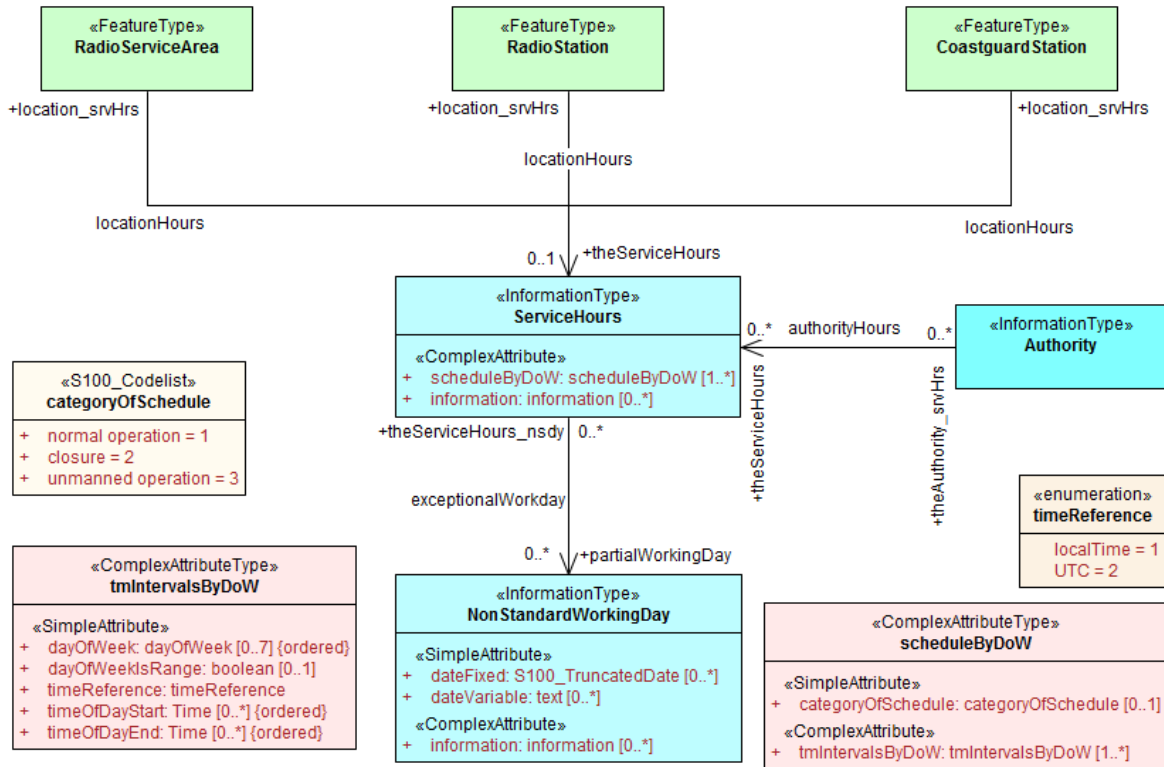 «FeatureType»
RadioServiceArea
«FeatureType»
RadioStation
«FeatureType»
CoastguardStation
+location_srvHrs
+location_srvHrs
+location_srvHrs
locationHours
locationHours
locationHours
0..1
+theServiceHours
«InformationType»
ServiceHours
«ComplexAttribute»
+ scheduleByDoW: scheduleByDoW [1..*]
+ information: information [0..*]
0..*
authorityHours
0..*
+theServiceHours
+theAuthority_srvHrs
«InformationType»
Authority
«S100_Codelist»
categoryOfSchedule
+ normal operation = 1
+ closure = 2
+ unmanned operation = 3
+theServiceHours_nsdy
0..*
exceptionalWorkday
0..*
+partialWorkingDay
«enumeration»
timeReference
localTime = 1
UTC = 2
«ComplexAttributeType»
tmIntervalsByDoW
«SimpleAttribute»
+ dayOfWeek: dayOfWeek [0..7] {ordered}
+ dayOfWeekIsRange: boolean [0..1]
+ timeReference: timeReference
+ timeOfDayStart: Time [0..*] {ordered}
+ timeOfDayEnd: Time [0..*] {ordered}
«InformationType»
NonStandardWorkingDay
«SimpleAttribute»
+ dateFixed: S100_TruncatedDate [0..*]
+ dateVariable: text [0..*]
«ComplexAttribute»
+ information: information [0..*]
«ComplexAttributeType»
scheduleByDoW
«SimpleAttribute»
+ categoryOfSchedule: categoryOfSchedule [0..1]
«ComplexAttribute»
+ tmIntervalsByDoW: tmIntervalsByDoW [1..*]